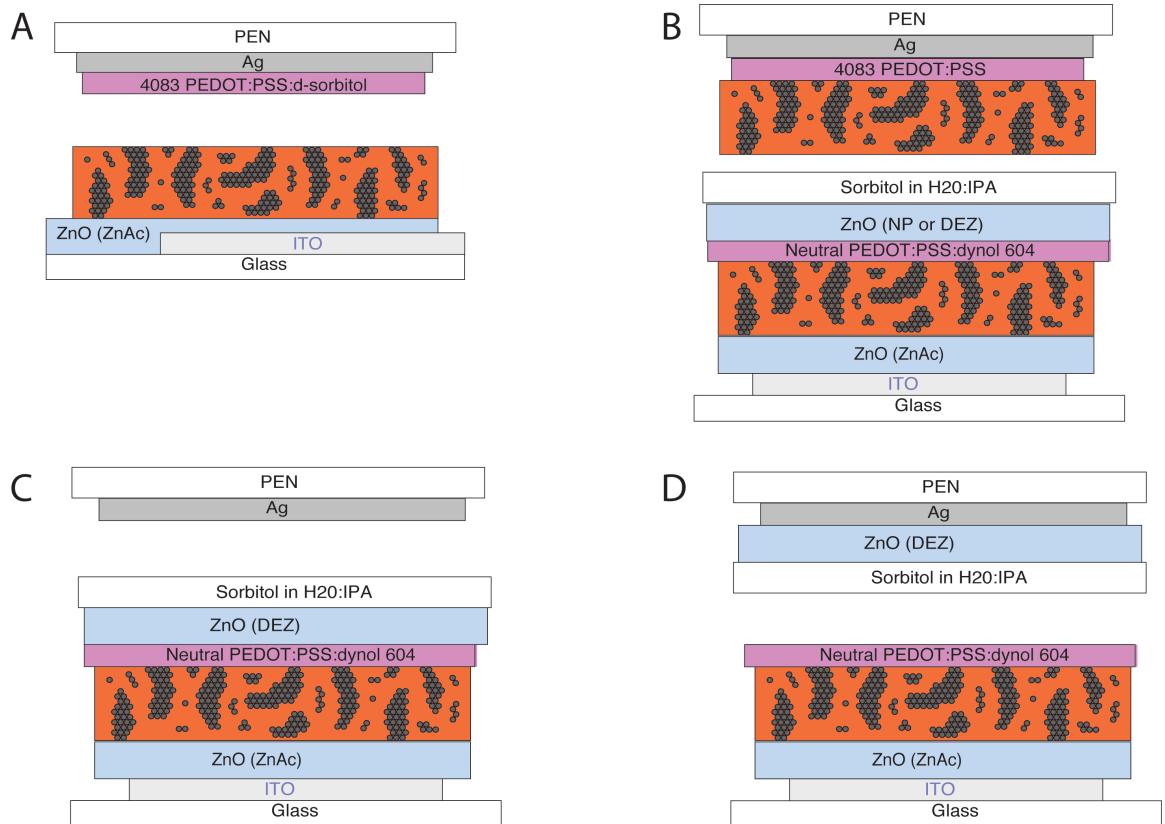 A
PEN
Ag
4083 PEDOT:PSS:d-sorbitol
ZnO (ZnAc)
ITO
Glass
B
PEN
Ag
4083 PEDOT:PSS
Sorbitol in H20:IPA
ZnO (NP or DEZ)
Neutral PEDOT:PSS:dynol 604
ZnO (ZnAc)
ITO
Glass
C
PEN
Ag
Sorbitol in H20:IPA
ZnO (DEZ)
Neutral PEDOT:PSS:dynol 604
ZnO (ZnAc)
ITO
Glass
D
PEN
Ag
ZnO (DEZ)
Sorbitol in H20:IPA
Neutral PEDOT:PSS:dynol 604
ZnO (ZnAc)
ITO
Glass